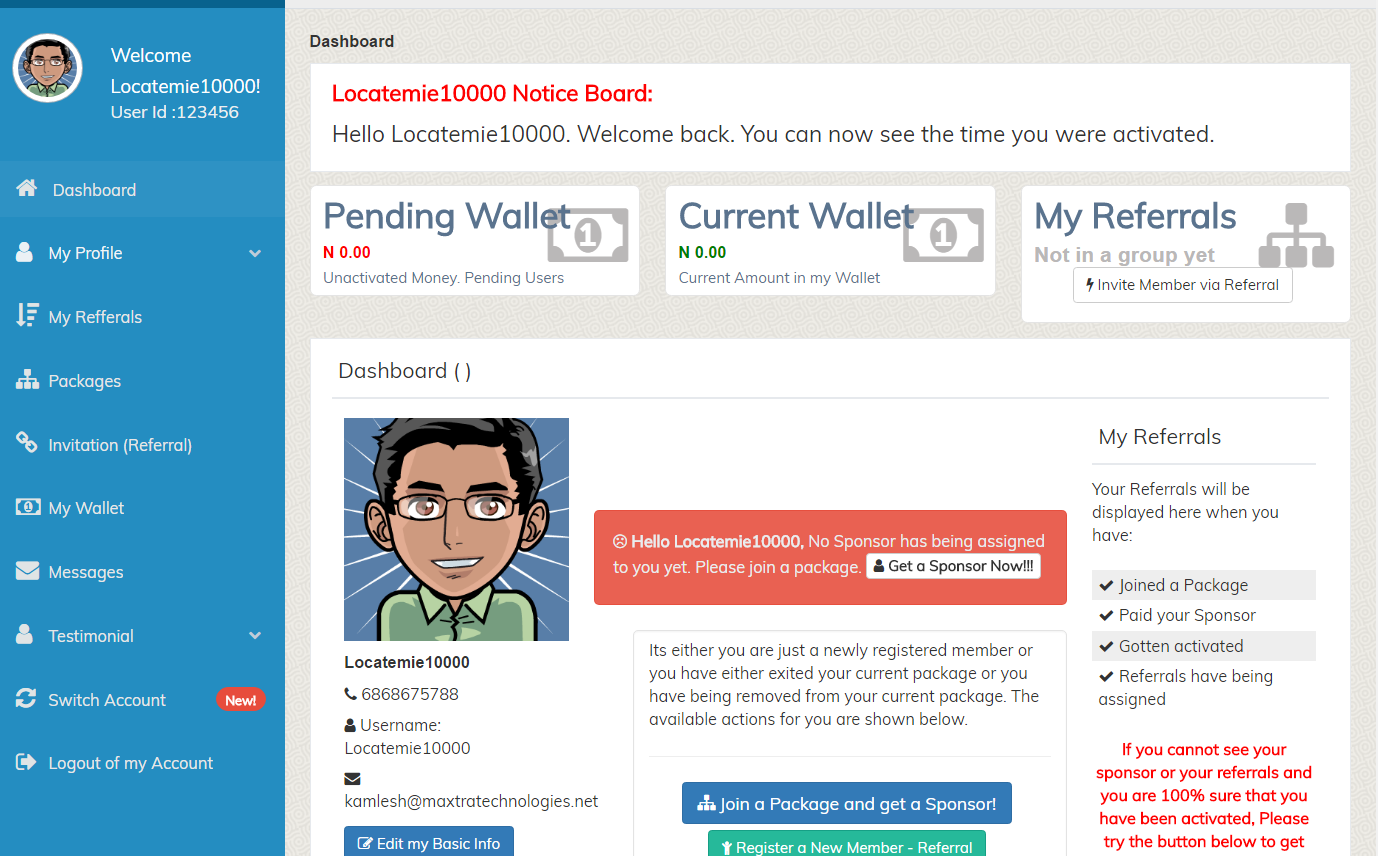 Welcome
Locatemie10000!
User Id :123456
Dashboard
My Profile
My Refferals
Packages
Invitation (Referral)
My Wallet
Messages
Testimonial
Switch Account New!
Logout of my Account
Dashboard
Locatemie10000 Notice Board:
Hello Locatemie10000. Welcome back. You can now see the time you were activated.
Pending Wallet
N 0.00
Unactivated Money. Pending Users
Current Wallet
N 0.00
Current Amount in my Wallet
My Referrals
Not in a group yet
Invite Member via Referral
Dashboard ( )
Locatemie10000
6868675788
Username:
Locatemie10000
kamlesh@maxtratechnologies.net
Edit my Basic Info
Hello Locatemie10000, No Sponsor has being assigned
to you yet. Please join a package. Get a Sponsor Now!!!
Its either you are just a newly registered member or
you have either exited your current package or you
have being removed from your current package. The
available actions for you are shown below.
Join a Package and get a Sponsor!
Register a New Member - Referral
My Referrals
Your Referrals will be
displayed here when you
have:
Joined a Package
Paid your Sponsor
Gotten activated
Referrals have being
assigned
If you cannot see your
sponsor or your referrals and
you are 100% sure that you
have been activated, Please
try the button below to get